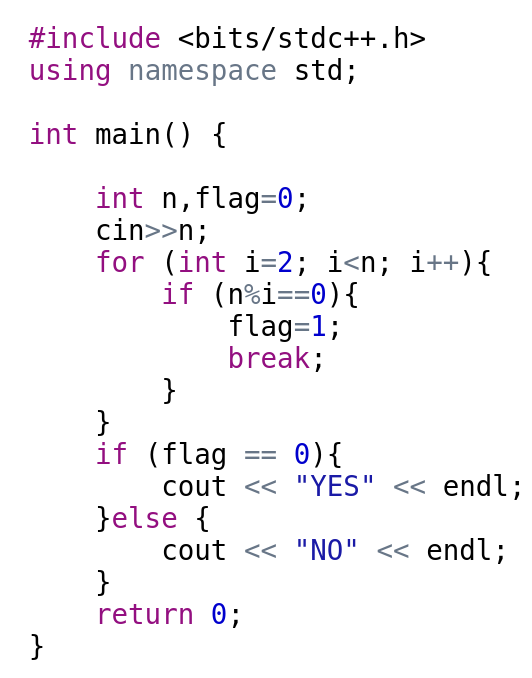 #include <bits/stdc++.h>
using namespace std;

int main() {

    int n,flag=0;
    cin>>n;
    for (int i=2; i<n; i++){
        if (n%i==0){
            flag=1;
            break;
        }
    }
    if (flag == 0){
        cout << "YES" << endl;
    }else {
        cout << "NO" << endl;
    }
    return 0;
}